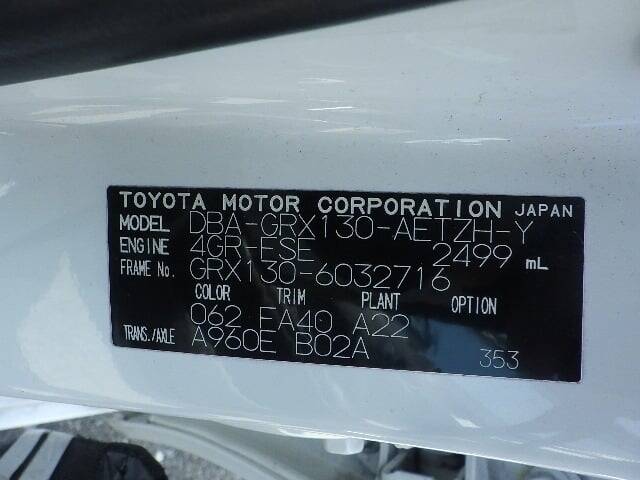 TOYOTA MOTOR CORPORATION JAPAN
MODEL DBA-GRX130-AETZH-Y
ENGINE 4GR-FSE 2499 mL
FRAME No. GRX130-6032716
COLOR TRIM PLANT OPTION
062 FA40 A22
TRANS./AXLE A960E B02A 353